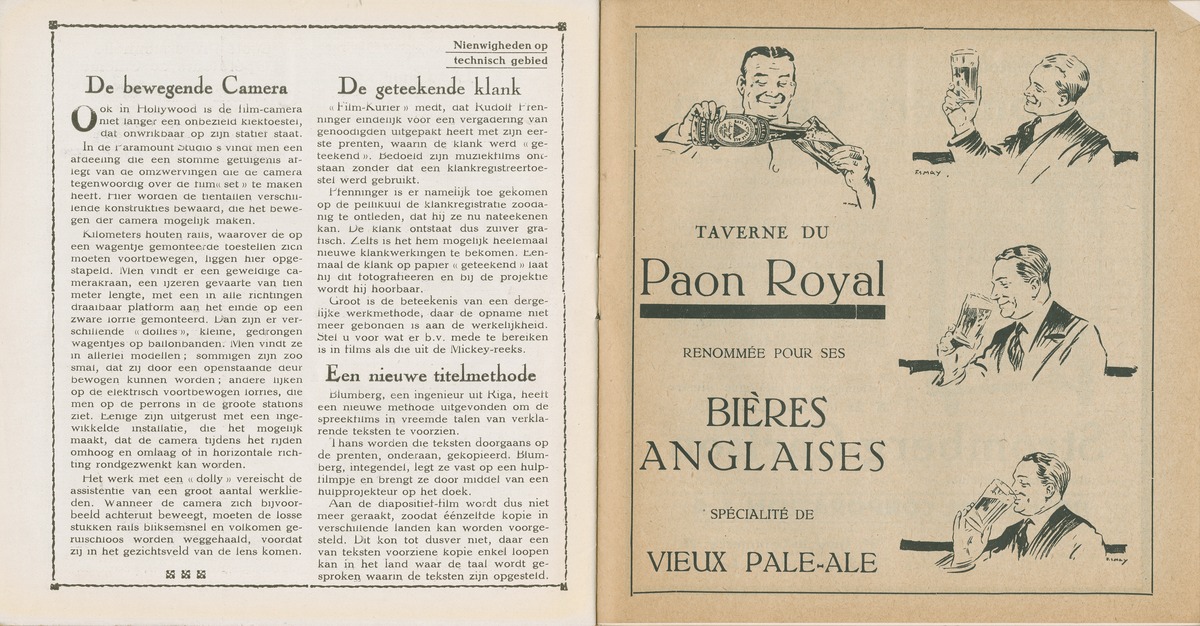 Nieuwigheden op
technisch gebied
De bewegende Camera
Ook in Hollywood is de film-camera
niet langer een onbezield kiektoestel,
dat onwrikbaar op zijn statief staat.
In de Paramount Studio's vindt men een
afdeeling die een stomme getuigenis af-
legt van de omzwervingen die de camera
tegenwoordig over de film « set » te maken
heeft. Hier worden de tientallen verschil-
lende konstrukties bewaard, die het bewe-
gen der camera mogelijk maken.
Kilometers houten rails, waarover de op
een wagentje gemonteerde toestellen zich
moeten voortbewegen, liggen hier opge-
stapeld. Men vindt er een geweldige ca-
merakraan, een ijzeren gevaarte van tien
meter lengte, met een in alle richtingen
draaibaar platform aan het einde op een
zware lorrie gemonteerd. Dan zijn er ver-
schillende « dollies », kleine, gedrongen
wagentjes op ballonbanden. Men vindt ze
in allerlei modellen ; sommigen zijn zoo
smal, dat zij door een openstaande deur
bewogen kunnen worden ; andere lijken
op de elektrisch voortbewogen lorries, die
men op de perrons in de groote stations
ziet. Eenige zijn uitgerust met een inge-
wikkelde installatie, die het mogelijk
maakt, dat de camera tijdens het rijden
omhoog en omlaag of in horizontale rich-
ting rondgezwenkt kan worden.
Het werk met een « dolly » vereischt de
assistentie van een groot aantal werklie-
den. Wanneer de camera zich bijvoor-
beeld achteruit beweegt, moeten de losse
stukken rails bliksemsnel en volkomen ge-
ruischloos worden weggehaald, voordat
zij in het gezichtsveld van de lens komen.
De geteekende klank
« Film-Kurier » medt, dat Rudolf Pfen-
ninger eindelijk voor een vergadering van
genoodigden uitgepakt heeft met zijn eer-
ste prenten, waarin de klank werd « ge-
teekend ». Bedoeld zijn muziekfilms ont-
staan zonder dat een klankregistreertoe-
stel werd gebruikt.
Pfenninger is er namelijk toe gekomen
op de pellikuul de klankregistratie zooda-
nig te ontleden, dat hij ze nu nateekenen
kan. De klank ontstaat dus zuiver gra-
fisch. Zelfs is het hem mogelijk heelemaal
nieuwe klankwerkingen te bekomen. Een-
maal de klank op papier « geteekend » laat
hij dit fotografieeren en bij de projektie
wordt hij hoorbaar.
Groot is de beteekenis van een derge-
lijke werkmethode, daar de opname niet
meer gebonden is aan de werkelijkheid.
Stel u voor wat er b.v. mede te bereiken
is in films als die uit de Mickey-reeks.
Een nieuwe titelmethode
Blumberg, een ingenieur uit Riga, heeft
een nieuwe methode uitgevonden om de
spreekfilms in vreemde talen van verkla-
rende teksten te voorzien.
Thans worden die teksten doorgaans op
de prenten, onderaan, gekopieerd. Blum-
berg, integendeel, legt ze vast op een hulp-
filmpje en brengt ze door middel van een
hulpprojekteur op het doek.
Aan de diapositief-film wordt dus niet
meer geraakt, zoodat éénzelfde kopie in
verschillende landen kan worden voorge-
steld. Dit kon tot dusver niet, daar een
van teksten voorziene kopie enkel loopen
kan in het land waar de taal wordt ge-
sproken waarin de teksten zijn opgesteld.
TAVERNE DU
Paon Royal
RENOMMÉE POUR SES
BIÈRES
ANGLAISES
SPÉCIALITÉ DE
VIEUX PALE-ALE